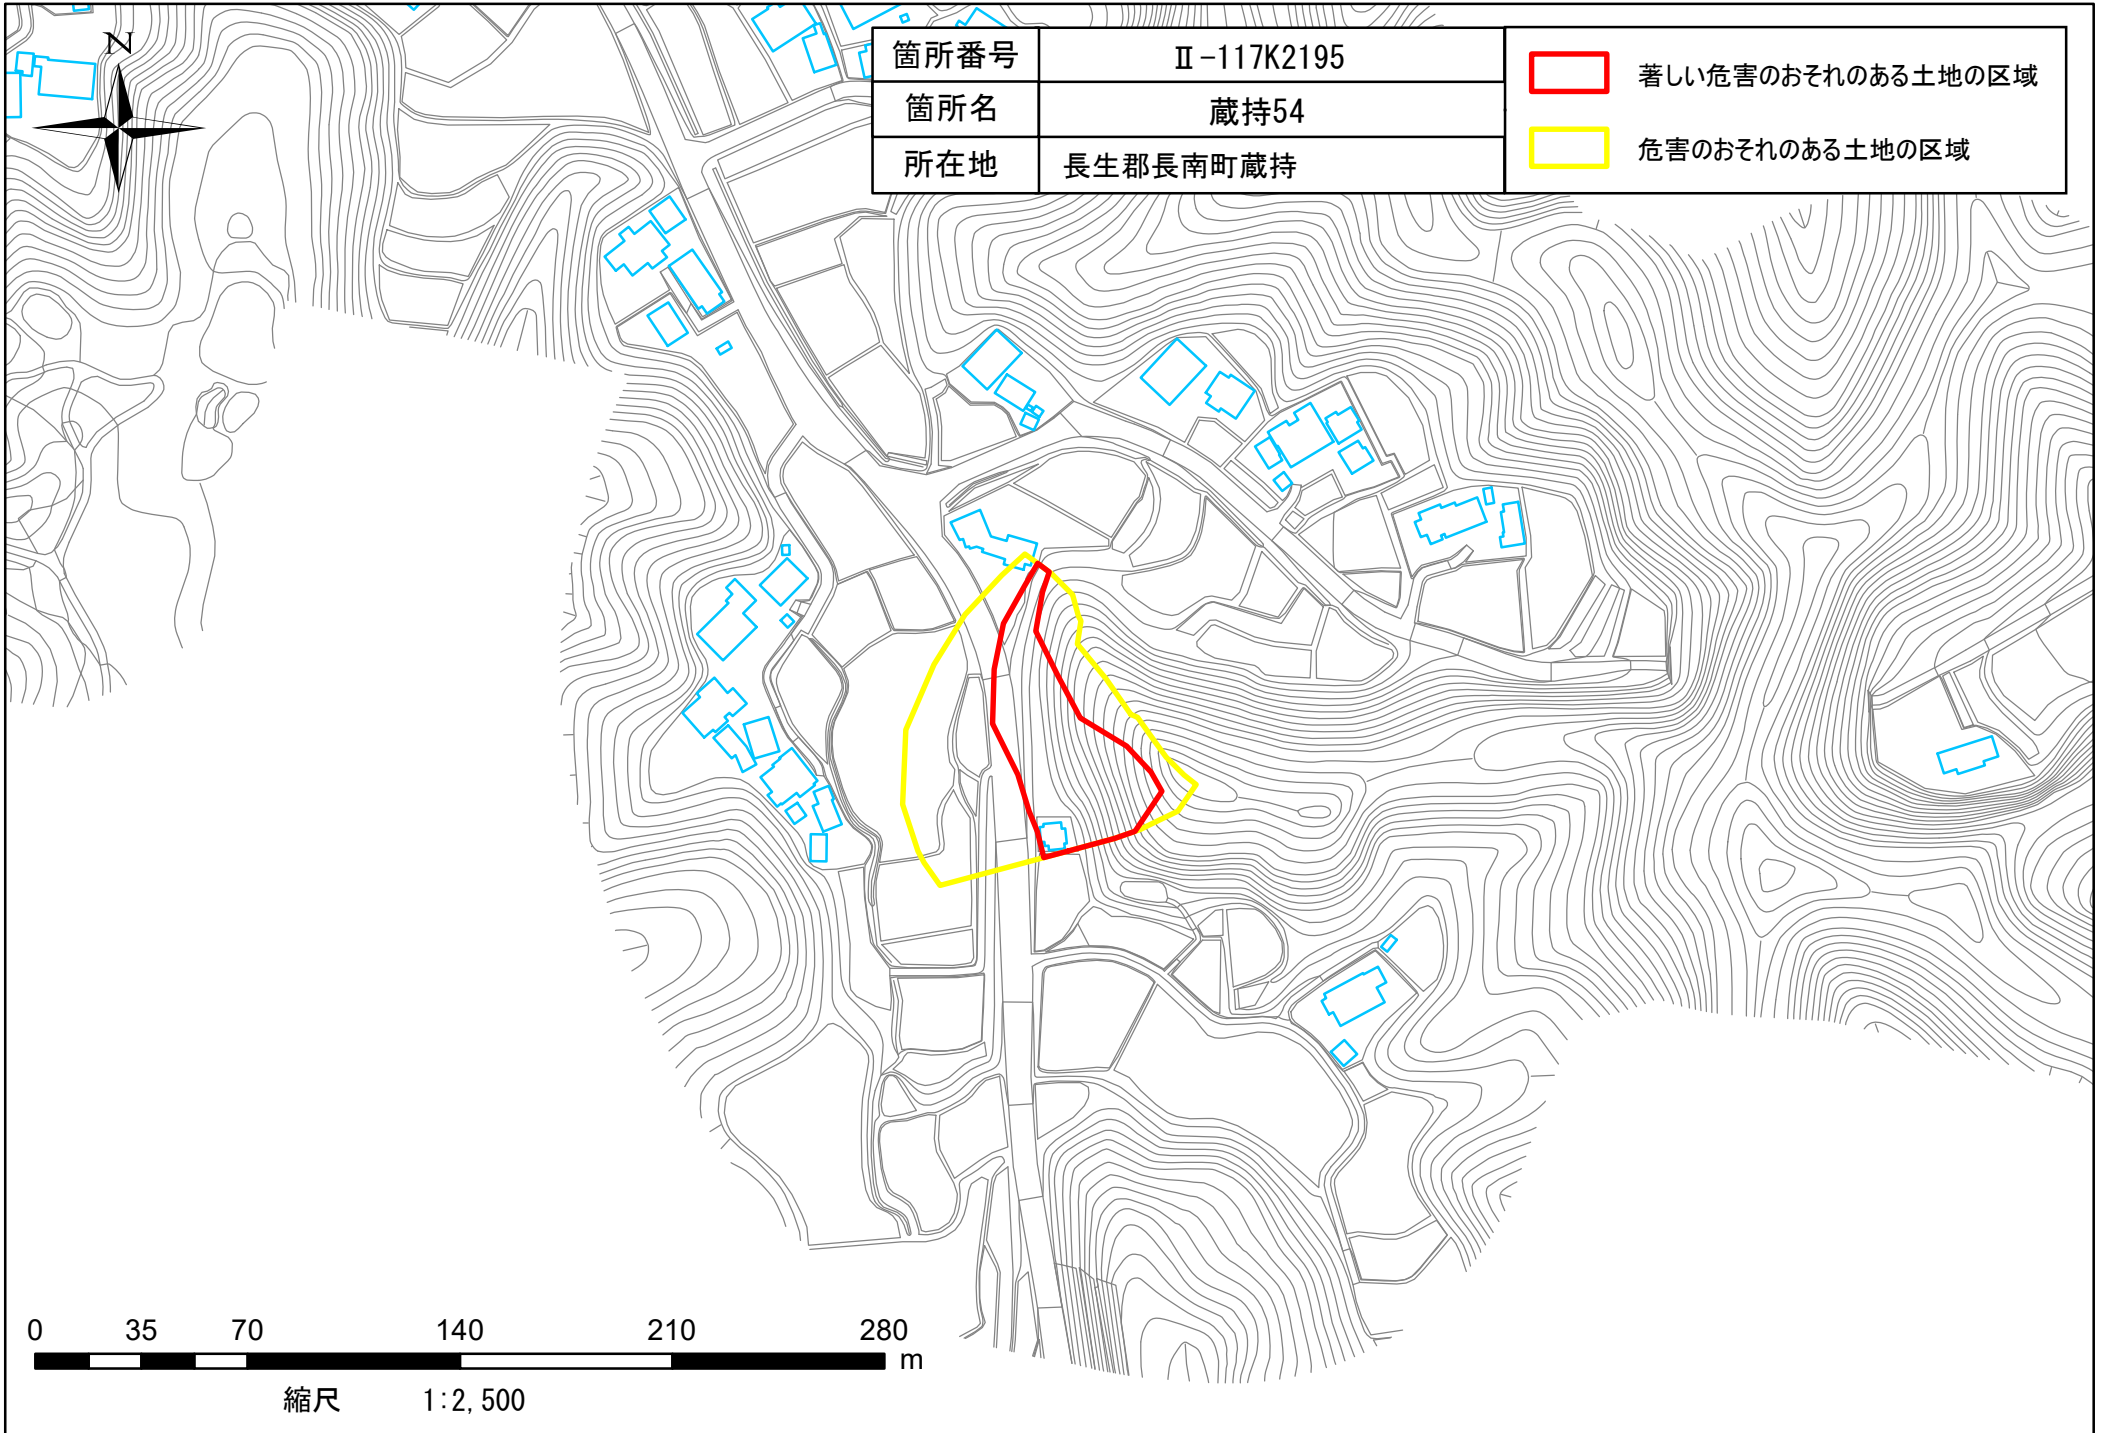 N
箇所番号 Ⅱ-117K2195
箇所名 蔵持54
所在地 長生郡長南町蔵持
著しい危害のおそれのある土地の区域
危害のおそれのある土地の区域
0 35 70 140 210 280
m
縮尺 1:2,500